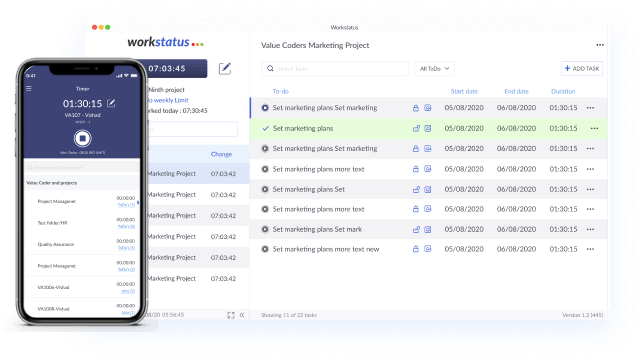 Workstatus
workstatus
07:03:45
Ninth project
No weekly Limit
orked today : 07:30:45
Change
Marketing Project 07:03:42
Marketing Project 07:03:42
Marketing Project 07:03:42
Marketing Project 07:03:42
Marketing Project 07:03:42
Marketing Project 07:03:42
08/20 05:56:45
Value Coders Marketing Project
Search Tasks
All ToDo
+ ADD TASK
To-do Start date End date Duration
Set marketing plans Set marketing 05/08/2020 06/08/2020 01:30:15
Set marketing plans 05/08/2020 06/08/2020 01:30:15
Set marketing plans Set marketing 05/08/2020 06/08/2020 01:30:15
Set marketing plans more text 05/08/2020 06/08/2020 01:30:15
Set marketing plans Set 05/08/2020 06/08/2020 01:30:15
Set marketing plans more text 05/08/2020 06/08/2020 01:30:15
Set marketing plans Set mark 05/08/2020 06/08/2020 01:30:15
Set marketing plans more text new 05/08/2020 06/08/2020 01:30:15
Showing 11 of 22 tasks
Version 1.2 (445)
9:41
Timer
01:30:15
VA107 - Vishad
Value Coder and projects
Project Managenet 00:00:00
Test folder/HR 00:00:00
Quality Assurance 00:00:00
Project Managenet 00:00:00
VA1006-Vishad 00:00:00
VA1008-Vishad 00:00:00